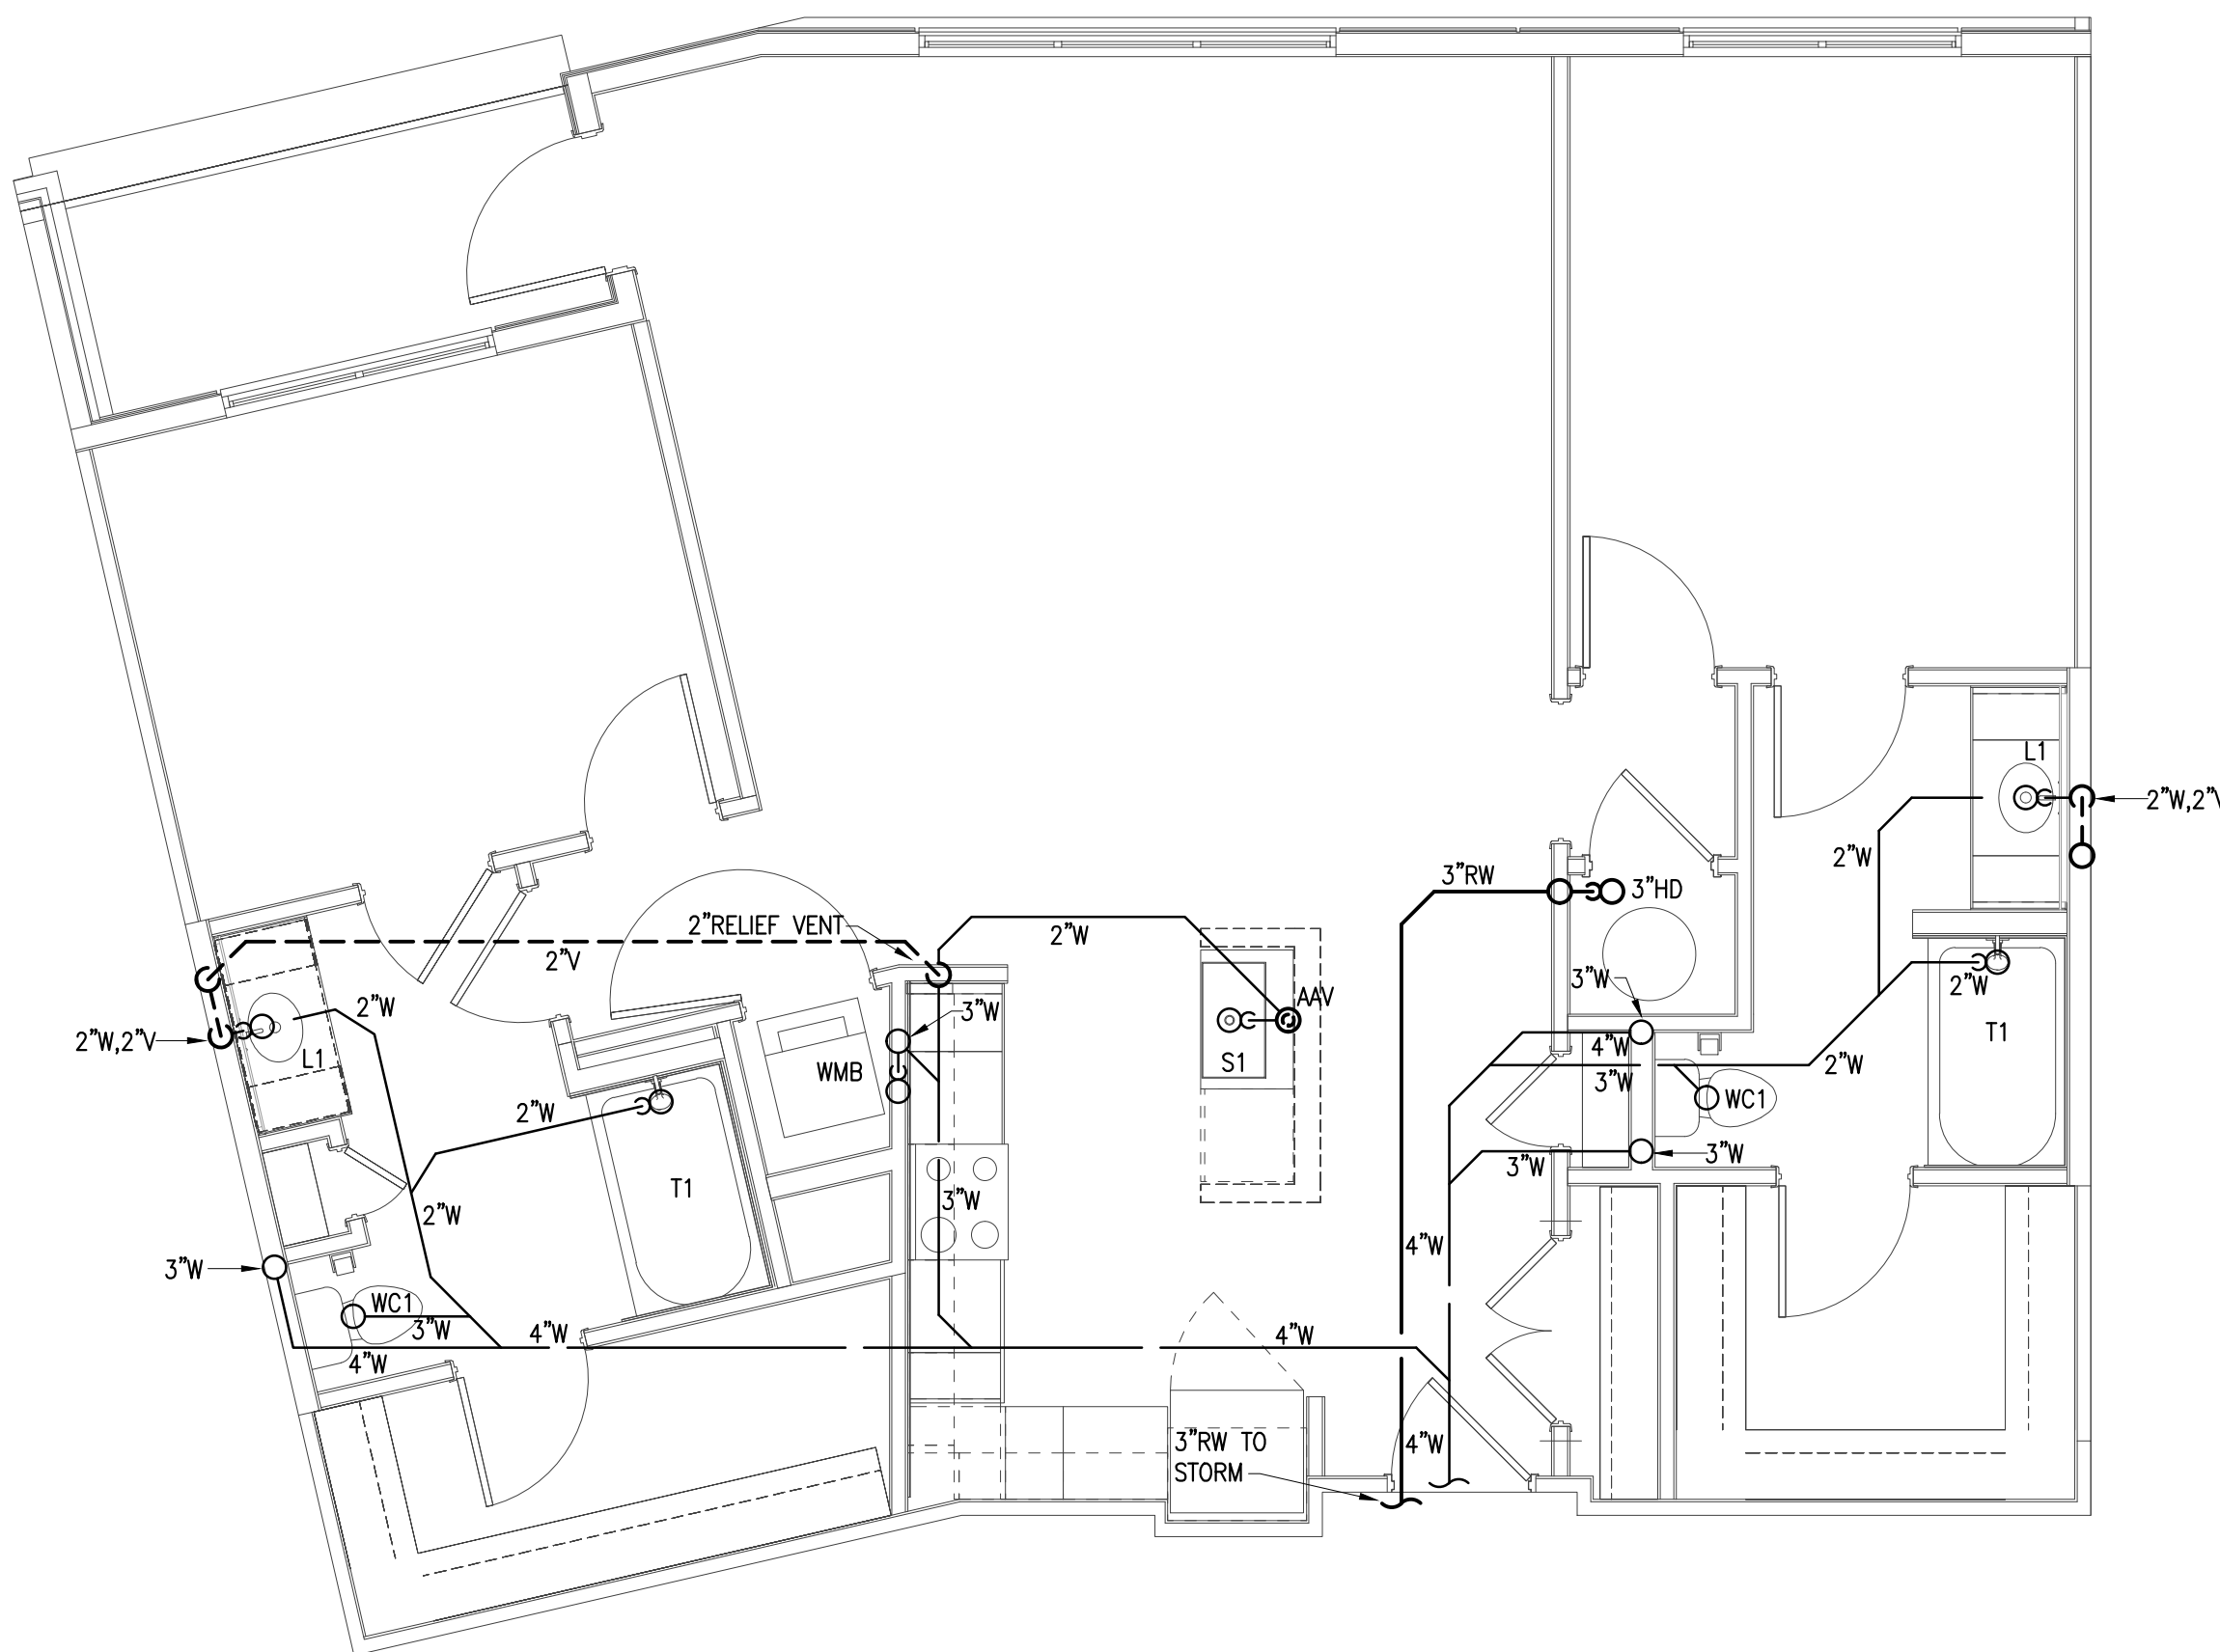 L1
2”W,2”V
2”W
3”RW
3”HD
2”RELIEF VENT
2”W
2”V
3”W
2”W
T1
AAV
2”W
3”W
2”W,2”V
L1
WMB
S1
4”W
3”W
2”W
WC1
2”W
T1
3”W
3”W
3”W
2”W
4”W
3”W
WC1
3”W
4”W
4”W
4”W
3”RW TO
STORM
4”W